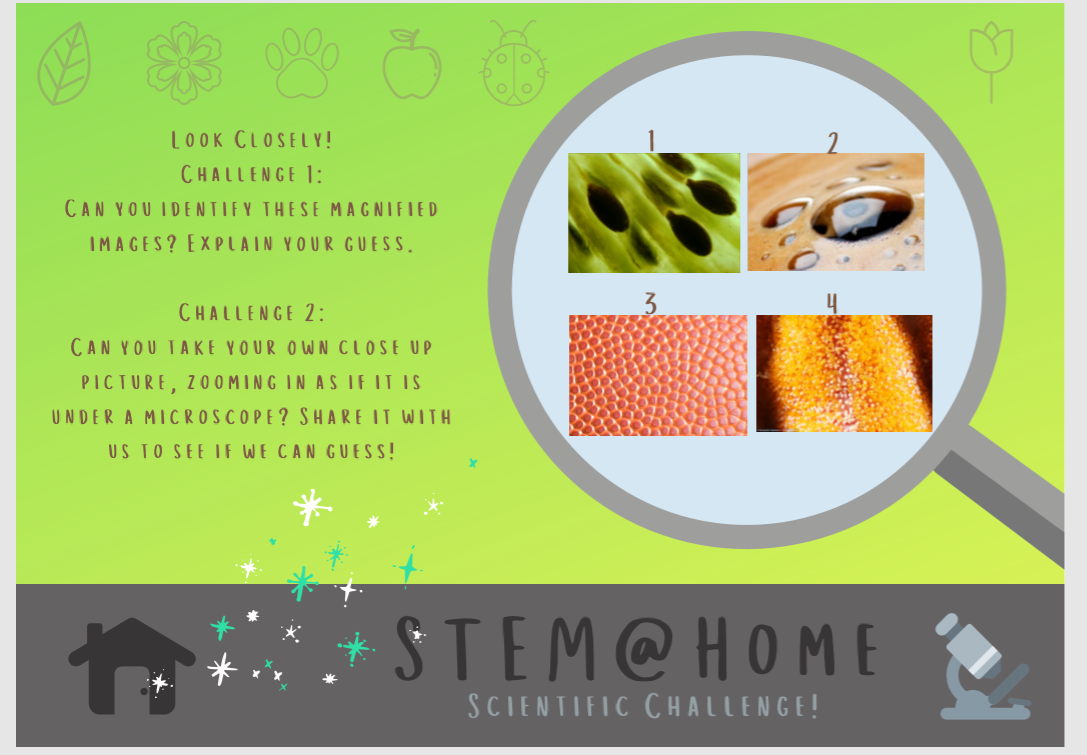 Look Closely!
Challenge 1:
Can you identify these magnified
images? Explain your guess.
Challenge 2:
Can you take your own close up
picture, zooming in as if it is
under a microscope? Share it with
us to see if we can guess!
1
2
3
4
STEM@Home
Scientific Challenge!